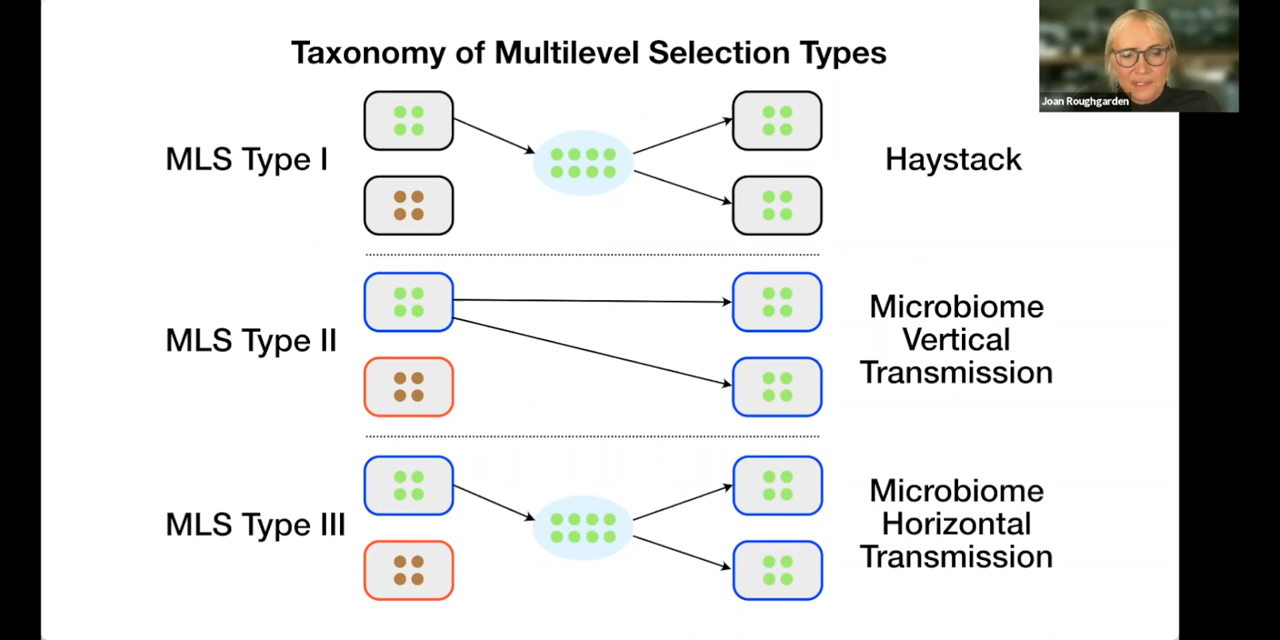 Taxonomy of Multilevel Selection Types
Joan Roughgarden
MLS Type I
Haystack
MLS Type II
Microbiome
Vertical
Transmission
MLS Type III
Microbiome
Horizontal
Transmission